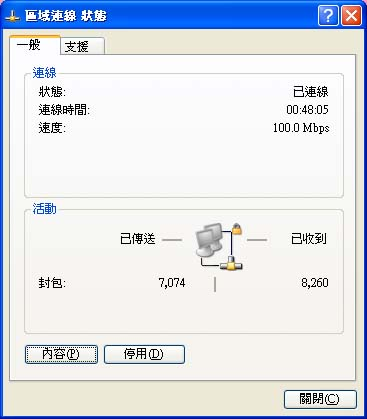 區域連線 狀態
一般 支援
連線
狀態: 已連線
連線時間: 00:48:05
速度: 100.0 Mbps
活動
已傳送 — — 已收到
封包: 7,074 | 8,260
內容(P) 停用(D)
關閉(C)